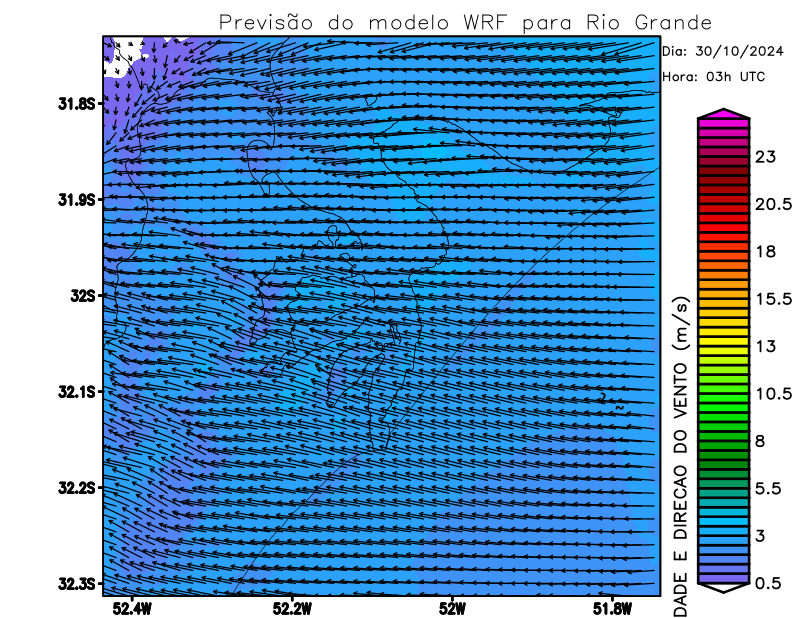 Previsão do modelo WRF para Rio Grande
Dia: 30/10/2024
Hora: 03h UTC
31.8S
31.9S
32S
32.1S
32.2S
32.3S
52.4W
52.2W
52W
51.8W
DADE E DIRECAO DO VENTO (m/s)
23
20.5
18
15.5
13
10.5
8
5.5
3
0.5